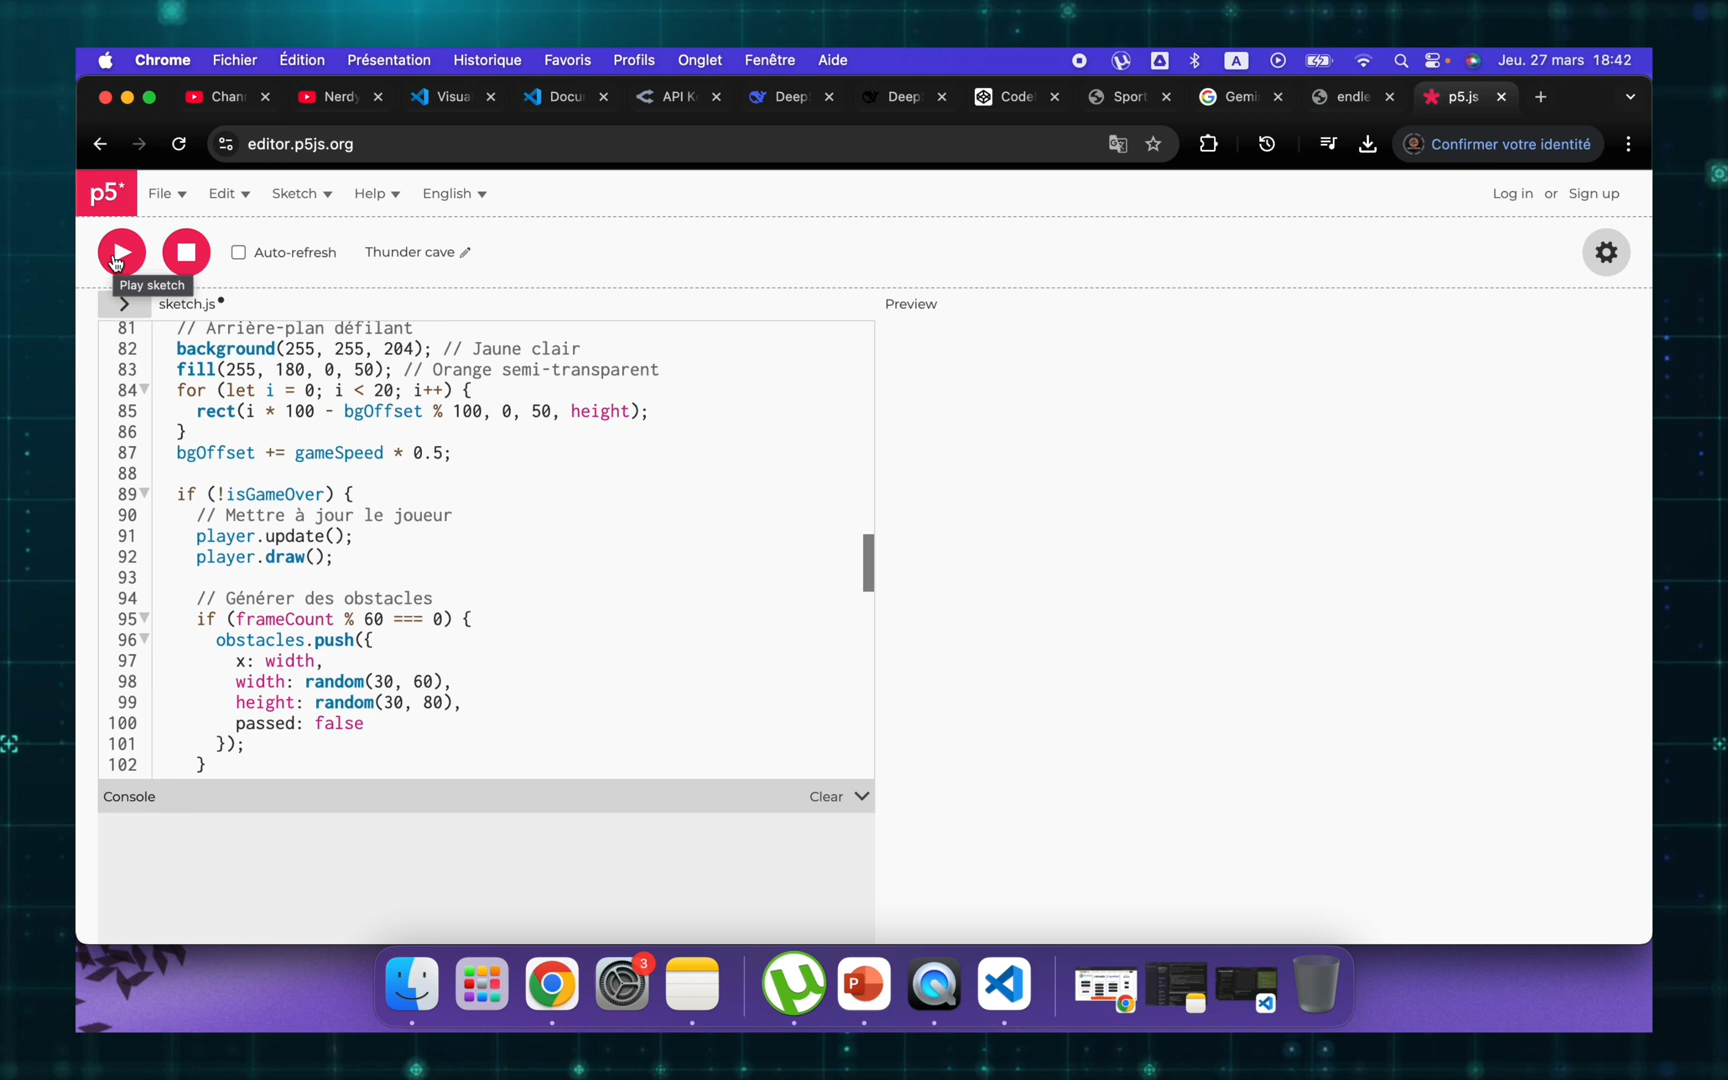 Chrome Fichier Édition Présentation Historique Favoris Profils Onglet Fenêtre Aide A Jeu. 27 mars 18:42
Chann Nerdy Visua Docu API K Deep Deep Code Sport Gemi endle p5.js
editor.p5js.org Confirmer votre identité
p5* File Edit Sketch Help English Log in or Sign up
Auto-refresh Thunder cave
Play sketch
sketch.js Preview
81 // Arrière-plan défilant
82 background(255, 255, 204); // Jaune clair
83 fill(255, 180, 0, 50); // Orange semi-transparent
84 for (let i = 0; i < 20; i++) {
85 rect(i * 100 - bgOffset % 100, 0, 50, height);
86 }
87 bgOffset += gameSpeed * 0.5;
88
89 if (!isGameOver) {
90 // Mettre à jour le joueur
91 player.update();
92 player.draw();
93
94 // Générer des obstacles
95 if (frameCount % 60 === 0) {
96 obstacles.push({
97 x: width,
98 width: random(30, 60),
99 height: random(30, 80),
100 passed: false
101 });
102 }
Console Clear
3
P